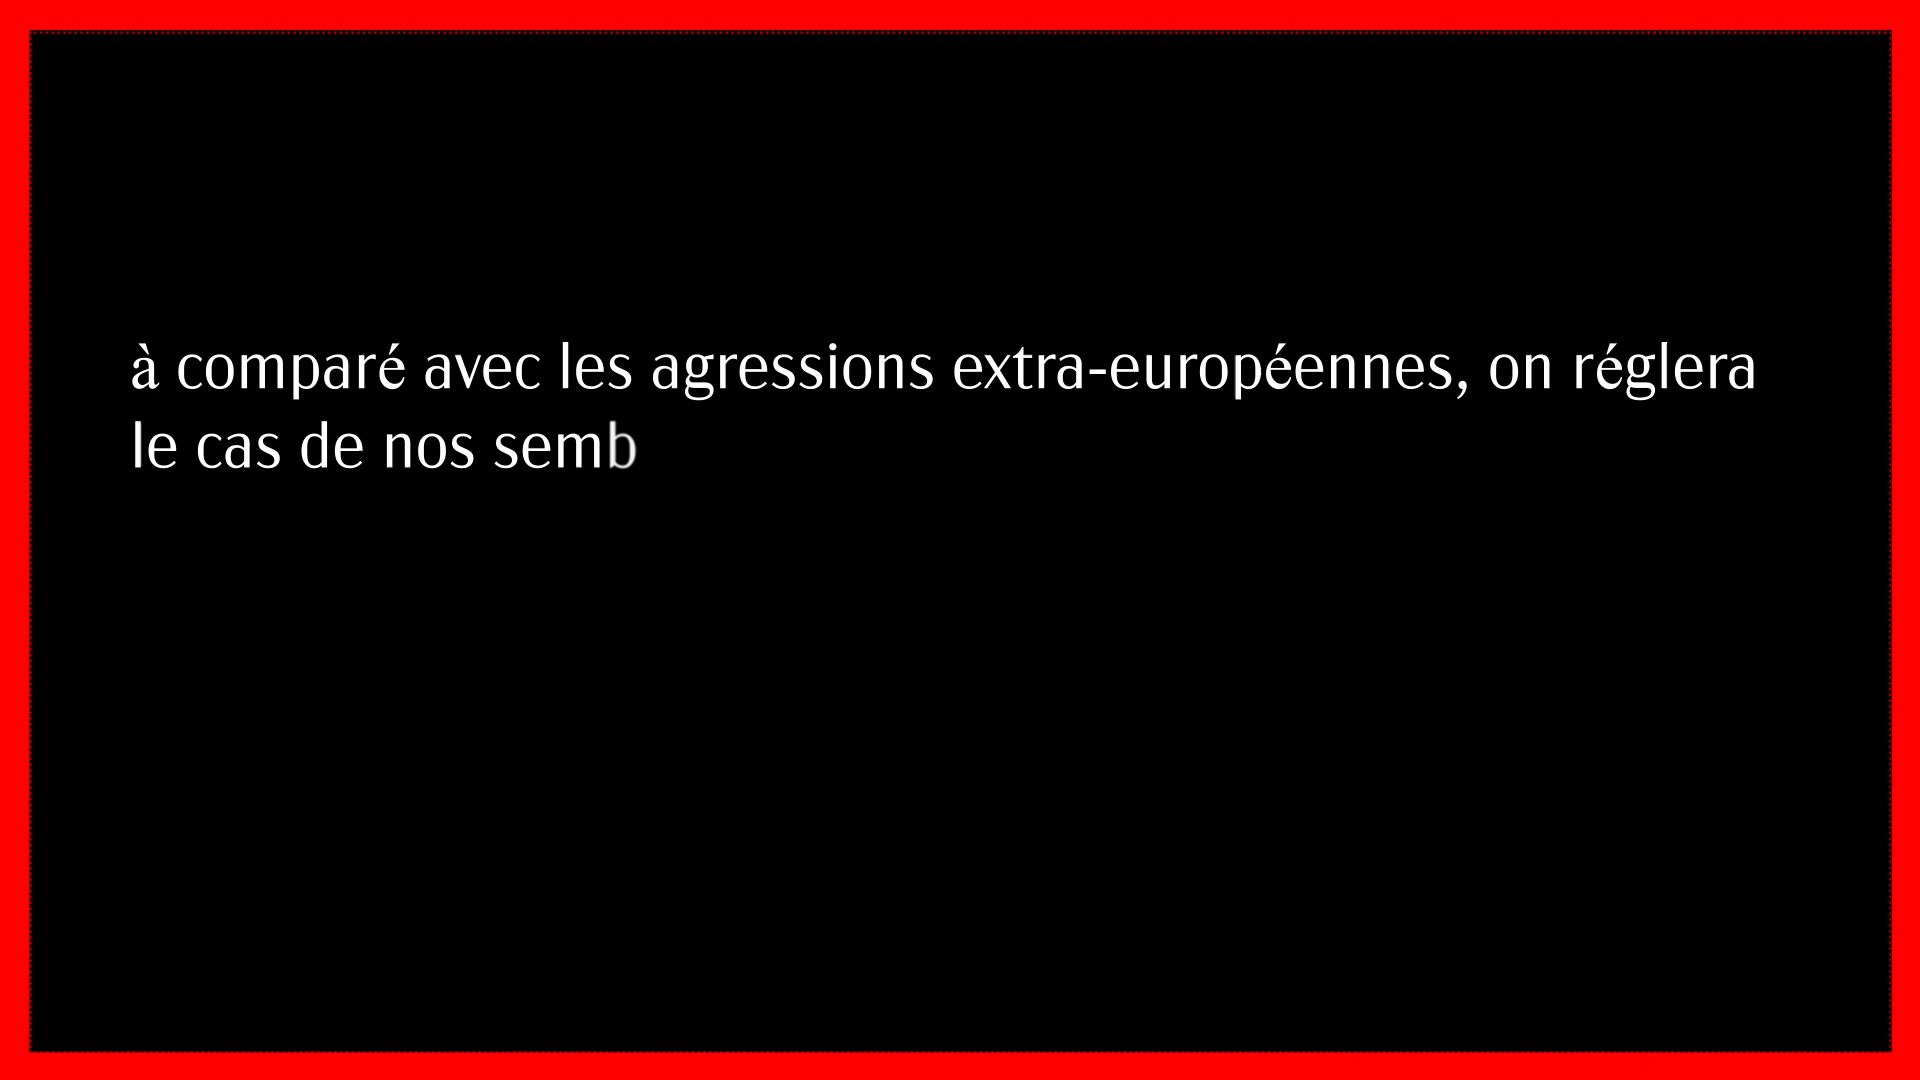 à comparé avec les agressions extra-européennes, on réglera
le cas de nos semb